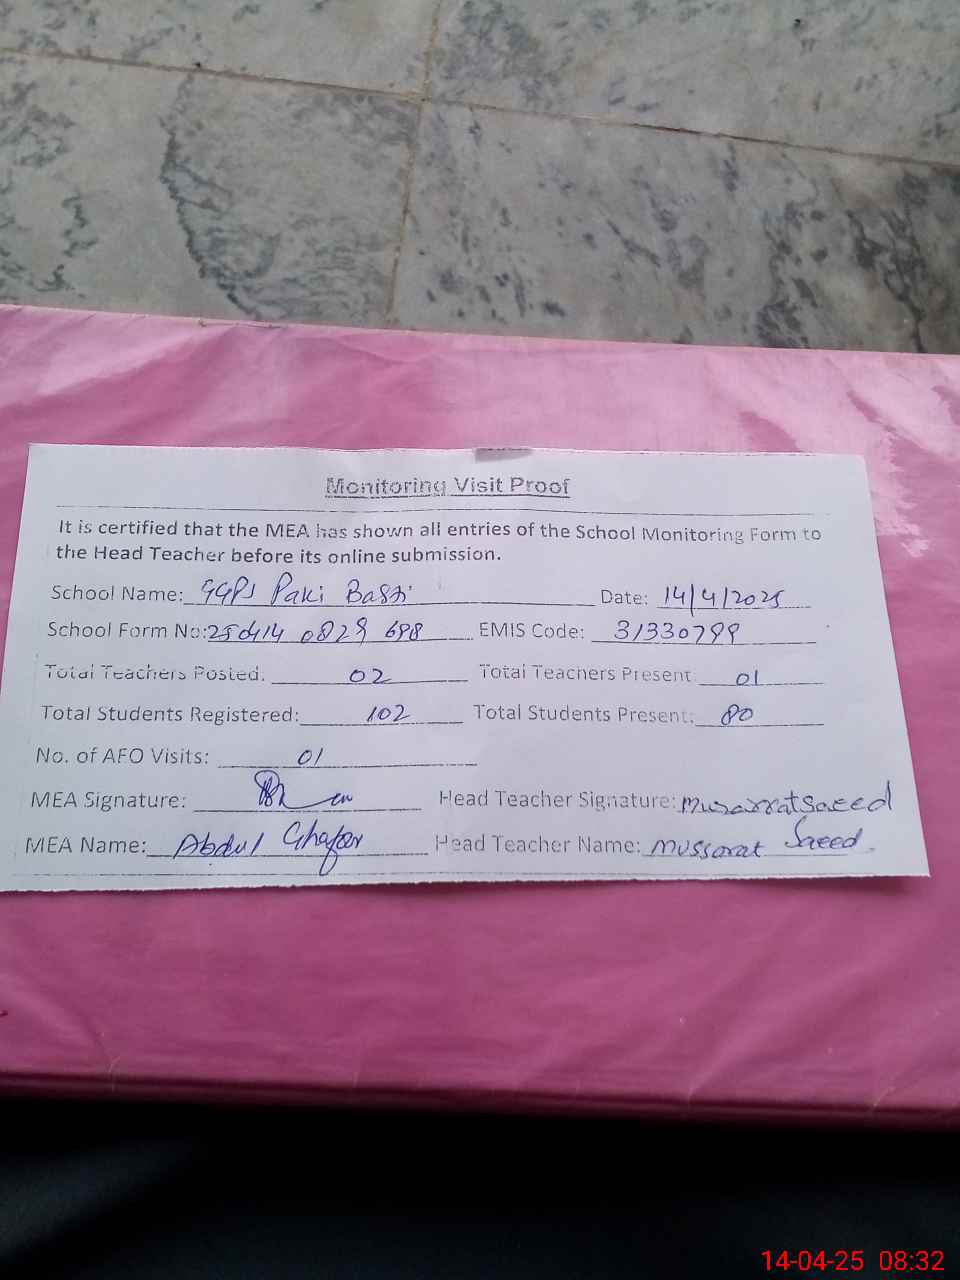 Monitoring Visit Proof
It is certified that the MEA has shown all entries of the School Monitoring Form to
the Head Teacher before its online submission.
School Name: GGPS Paki Basti Date: 14/4/2025
School Form No: 250414 0829 698 EMIS Code: 31330799
Total Teachers Posted: 02 Total Teachers Present 01
Total Students Registered: 102 Total Students Present: 80
No. of AEO Visits: 01
MEA Signature: Head Teacher Signature: Musarrat Saeed
MEA Name: Abdul Ghafoor Head Teacher Name: Mussarat Saeed.
14-04-25 08:32